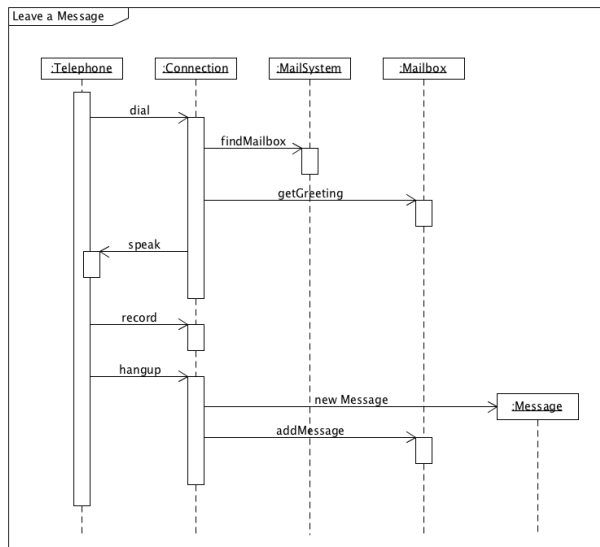 Leave a Message
:Telephone
:Connection
:MailSystem
:Mailbox
dial
findMailbox
getGreeting
speak
record
hangup
new Message
:Message
addMessage